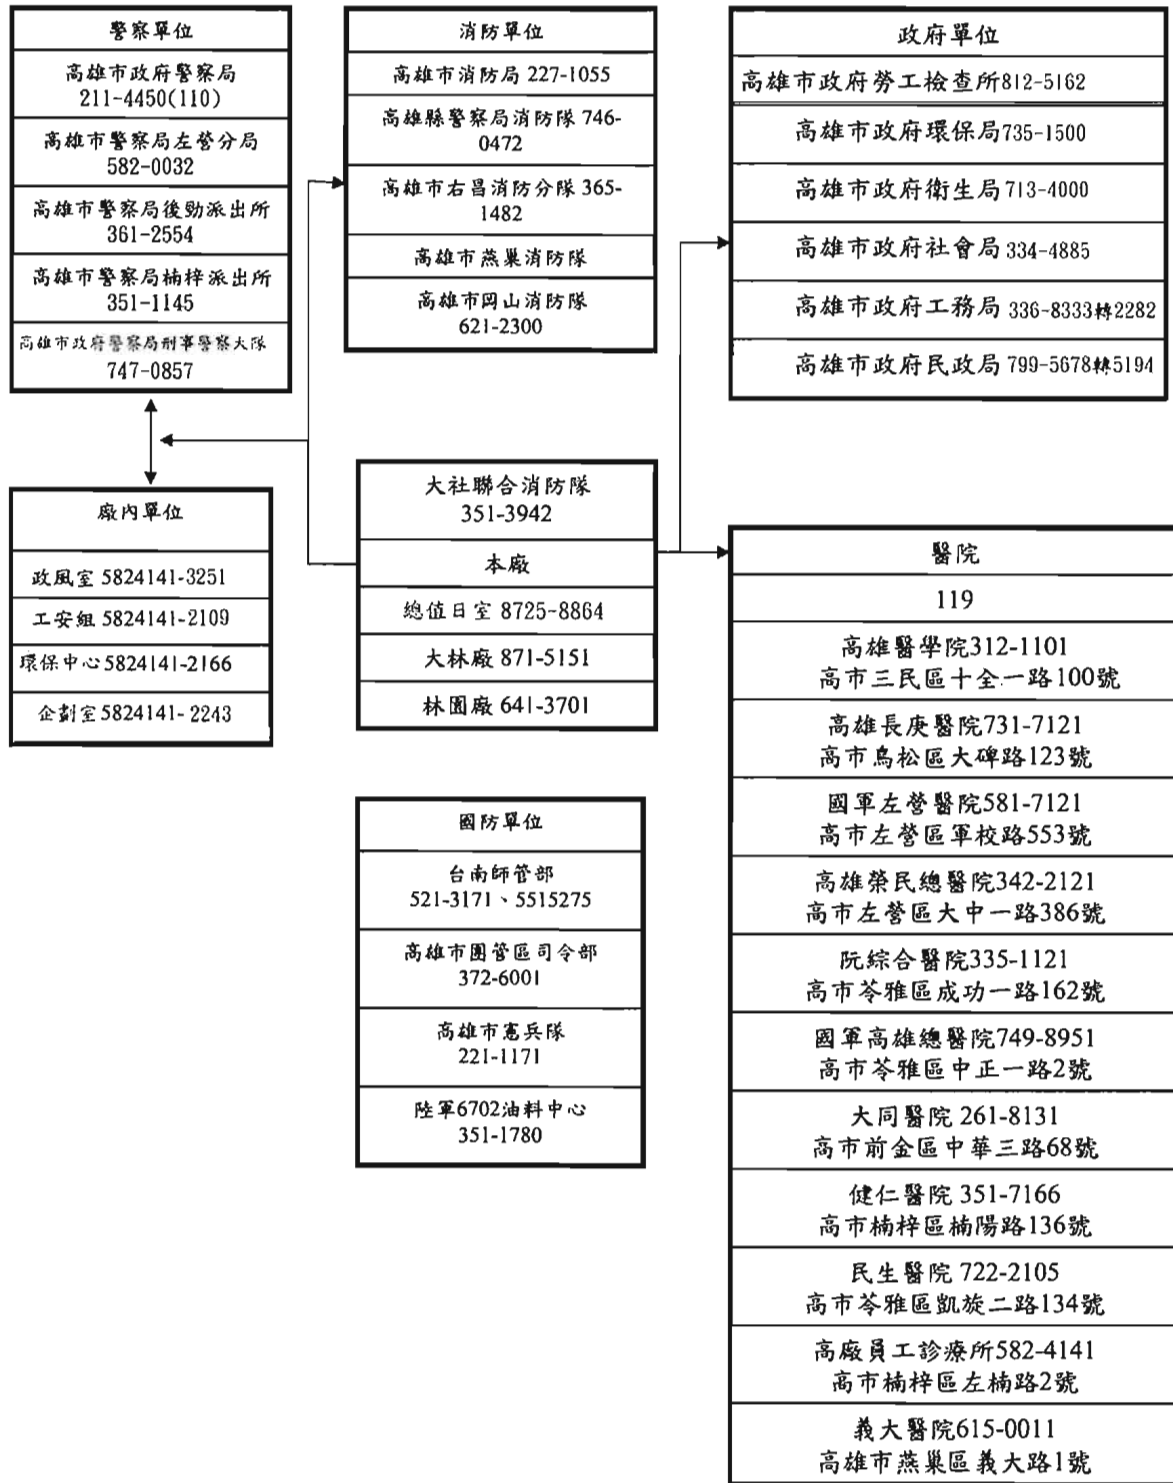 警察單位
高雄市政府警察局
211-4450(110)
高雄市警察局左營分局
582-0032
高雄市警察局後勁派出所
361-2554
高雄市警察局楠梓派出所
351-1145
高雄市政府警察局刑事警察大隊
747-0857
消防單位
高雄市消防局 227-1055
高雄縣警察局消防隊 746-
0472
高雄市右昌消防分隊 365-
1482
高雄市燕巢消防隊
高雄市岡山消防隊
621-2300
政府單位
高雄市政府勞工檢查所812-5162
高雄市政府環保局735-1500
高雄市政府衛生局713-4000
高雄市政府社會局 334-4885
高雄市政府工務局 336-8333轉2282
高雄市政府民政局 799-5678轉5194
廠內單位
政風室 5824141-3251
工安組 5824141-2109
環保中心 5824141-2166
企劃室 5824141-2243
大社聯合消防隊
351-3942
本廠
總值日室 8725-8864
大林廠 871-5151
林園廠 641-3701
國防單位
台南師管部
521-3171、5515275
高雄市團管區司令部
372-6001
高雄市憲兵隊
221-1171
陸軍6702油料中心
351-1780
醫院
119
高雄醫學院312-1101
高市三民區十全一路100號
高雄長庚醫院731-7121
高市鳥松區大碑路123號
國軍左營醫院581-7121
高市左營區軍校路553號
高雄榮民總醫院342-2121
高市左營區大中一路386號
阮綜合醫院335-1121
高市苓雅區成功一路162號
國軍高雄總醫院749-8951
高市苓雅區中正一路2號
大同醫院 261-8131
高市前金區中華三路68號
健仁醫院 351-7166
高市楠梓區楠陽路136號
民生醫院 722-2105
高市苓雅區凱旋二路134號
高廠員工診療所582-4141
高市楠梓區左楠路2號
義大醫院615-0011
高雄市燕巢區義大路1號